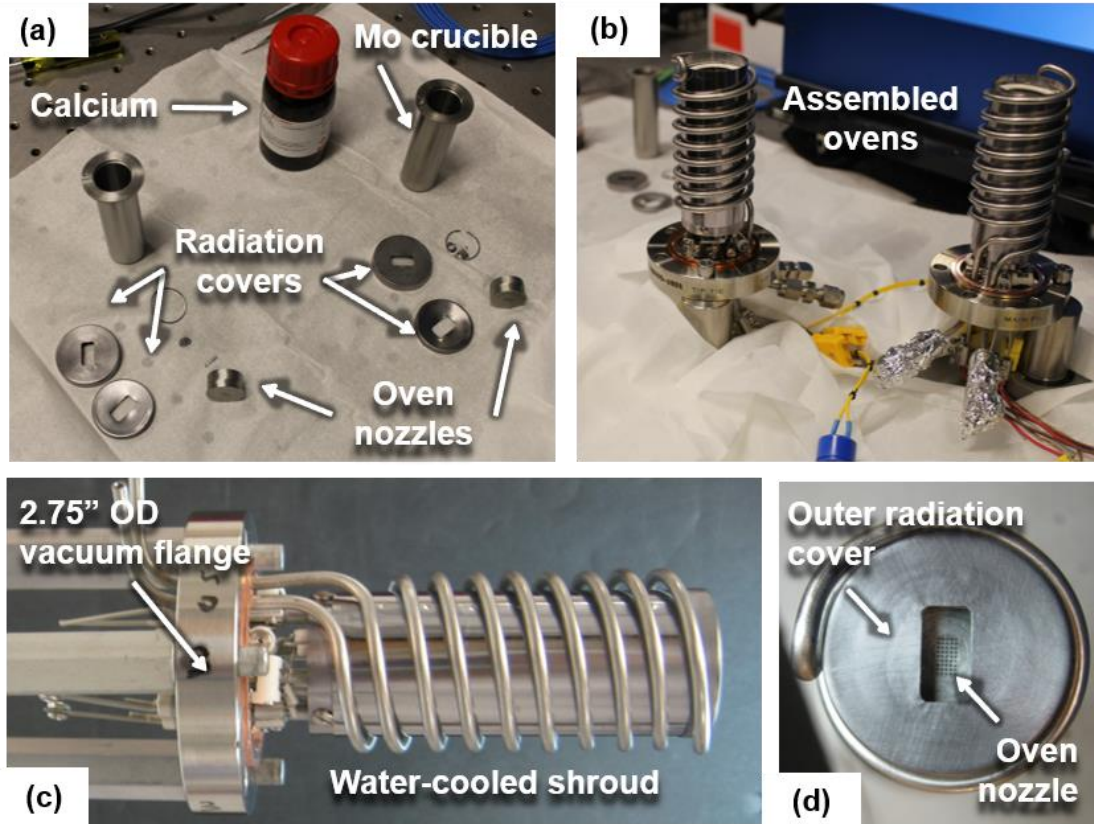 (a)
Mo crucible
Calcium
Radiation
covers
Oven
nozzles
(b)
Assembled
ovens
2.75” OD
vacuum flange
Water-cooled shroud
(c)
Outer radiation
cover
Oven
nozzle
(d)